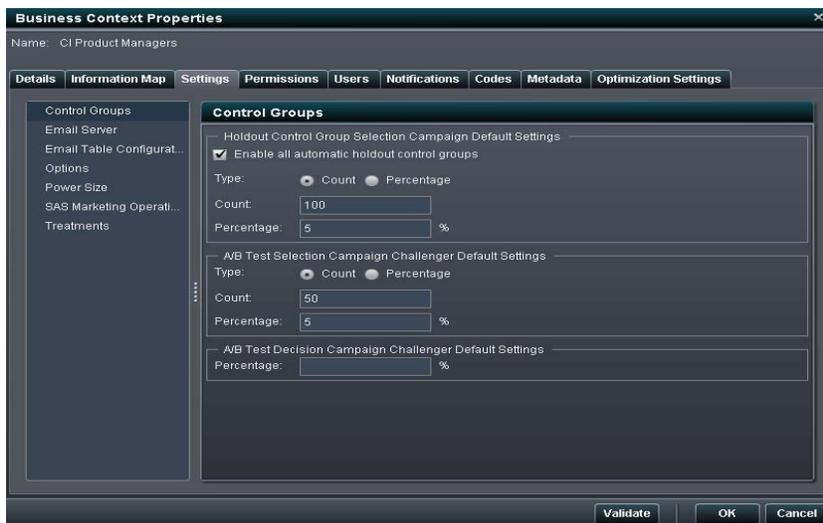 Business Context Properties
Name: CI Product Managers
Details Information Map Settings Permissions Users Notifications Codes Metadata Optimization Settings
Control Groups
Email Server
Email Table Configurat...
Options
Power Size
SAS Marketing Operati...
Treatments
Control Groups
Holdout Control Group Selection Campaign Default Settings
Enable all automatic holdout control groups
Type: Count Percentage
Count: 100
Percentage: 5 %
A/B Test Selection Campaign Challenger Default Settings
Type: Count Percentage
Count: 50
Percentage: 5 %
A/B Test Decision Campaign Challenger Default Settings
Percentage: %
Validate OK Cancel